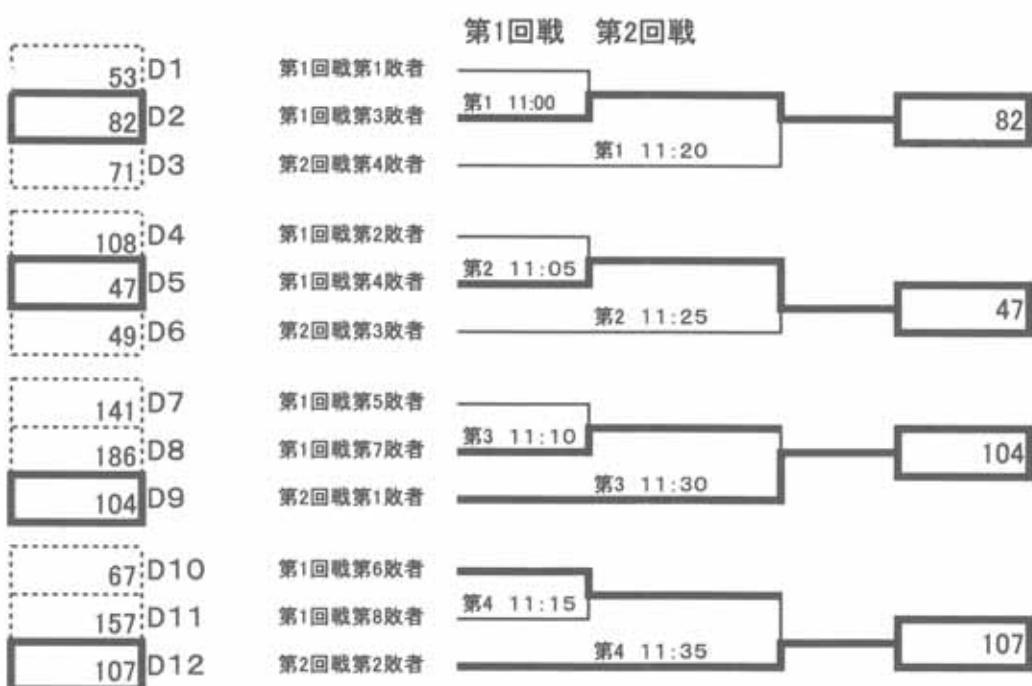 第1回戦 第2回戦
53 D1 第1回戦第1敗者
第1 11:00
82 D2 第1回戦第3敗者 82
第1 11:20
71 D3 第2回戦第4敗者
108 D4 第1回戦第2敗者
第2 11:05
47 D5 第1回戦第4敗者 47
第2 11:25
49 D6 第2回戦第3敗者
141 D7 第1回戦第5敗者
第3 11:10
186 D8 第1回戦第7敗者 104
第3 11:30
104 D9 第2回戦第1敗者
67 D10 第1回戦第6敗者
第4 11:15
157 D11 第1回戦第8敗者 107
第4 11:35
107 D12 第2回戦第2敗者